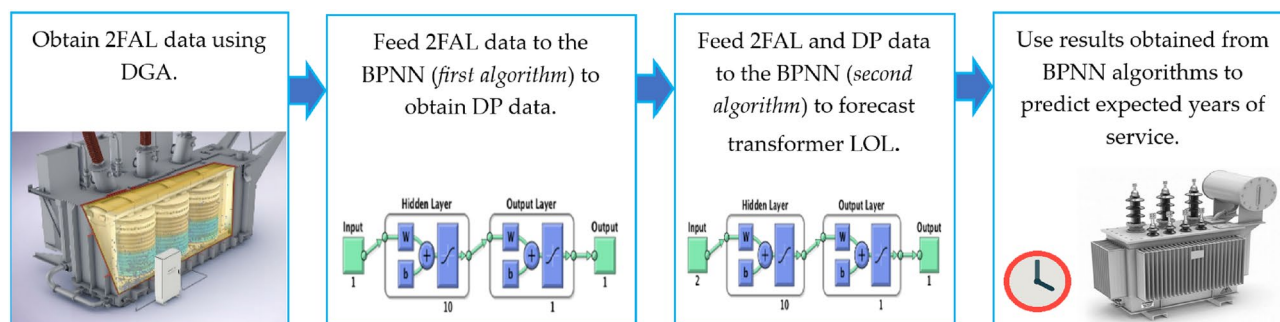 Obtain 2FAL data using
DGA.
Feed 2FAL data to the
BPNN (first algorithm) to
obtain DP data.
Hidden Layer
Output Layer
Input
Output
W
W
+
+
b
b
1
10
1
1
Feed 2FAL and DP data
to the BPNN (second
algorithm) to forecast
transformer LOL.
Hidden Layer
Output Layer
Input
Output
W
W
+
+
b
b
2
10
1
1
Use results obtained from
BPNN algorithms to
predict expected years of
service.